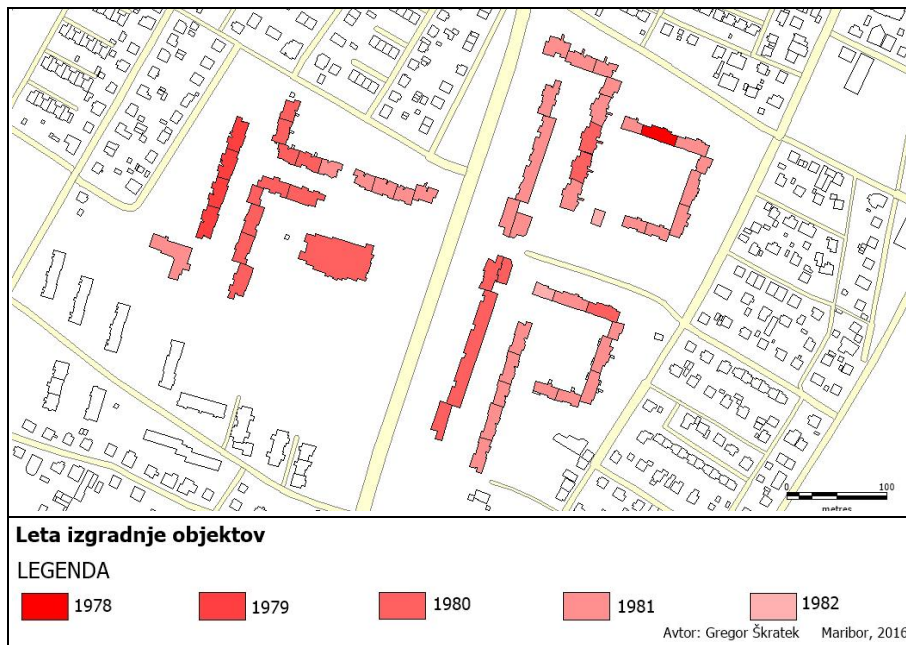 0 100
metres
Leta izgradnje objektov
LEGENDA
1978 1979 1980 1981 1982
Avtor: Gregor Škratek Maribor, 2016